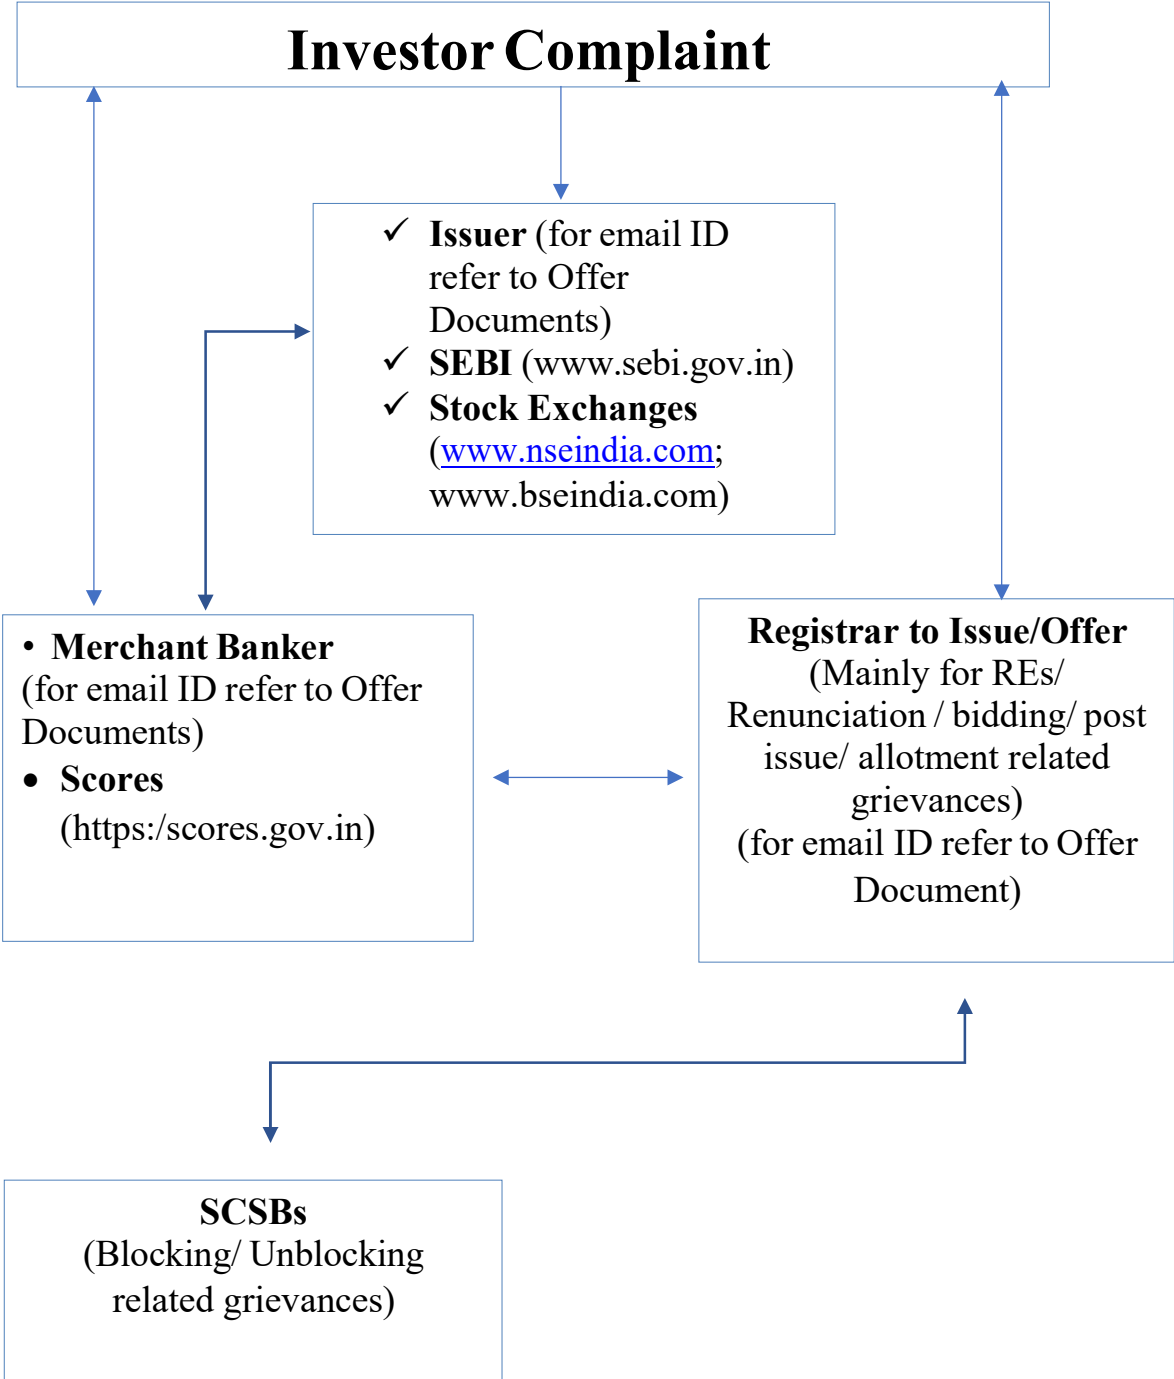 Investor Complaint
✓ Issuer (for email ID
refer to Offer
Documents)
✓ SEBI (www.sebi.gov.in)
✓ Stock Exchanges
(www.nseindia.com;
www.bseindia.com)
• Merchant Banker
(for email ID refer to Offer
Documents)
• Scores
(https:/scores.gov.in)
Registrar to Issue/Offer
(Mainly for REs/
Renunciation / bidding/ post
issue/ allotment related
grievances)
(for email ID refer to Offer
Document)
SCSBs
(Blocking/ Unblocking
related grievances)